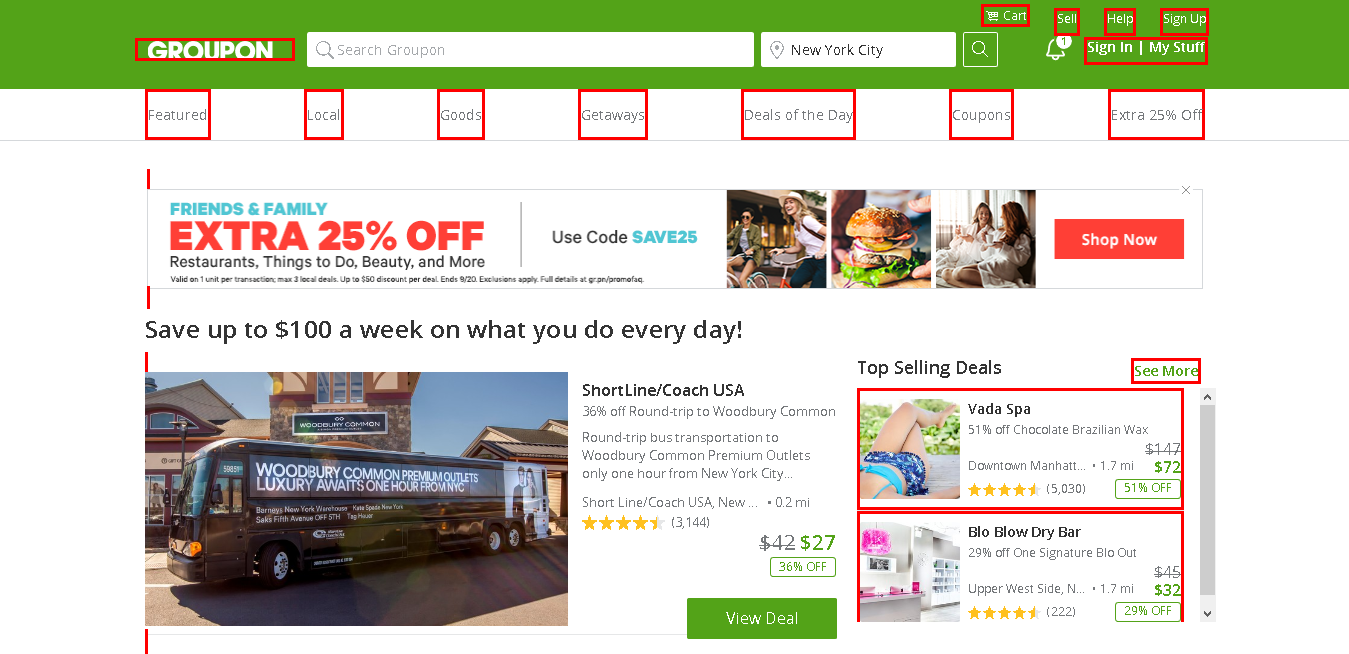 Cart
Sell
Help
Sign Up
GROUPON
Search Groupon
New York City
1
Sign In | My Stuff
Featured
Local
Goods
Getaways
Deals of the Day
Coupons
Extra 25% Off
FRIENDS & FAMILY
EXTRA 25% OFF
Restaurants, Things to Do, Beauty, and More
Valid on 1 unit per transaction; max 3 local deals. Up to $50 discount per deal. Ends 9/20. Exclusions apply. Full details at gr.pn/promofaq.
Use Code SAVE25
Shop Now
Save up to $100 a week on what you do every day!
WOODBURY COMMON
59851
WOODBURY COMMON PREMIUM OUTLETS
LUXURY AWAITS ONE HOUR FROM NYC
Barneys New York Warehouse Kate Spade New York
Saks Fifth Avenue OFF 5TH Tag Heuer
ShortLine/Coach USA
36% off Round-trip to Woodbury Common
Round-trip bus transportation to
Woodbury Common Premium Outlets
only one hour from New York City...
Short Line/Coach USA, New ... • 0.2 mi
(3,144)
$42 $27
36% OFF
View Deal
Top Selling Deals
See More
Vada Spa
51% off Chocolate Brazilian Wax
$147
Downtown Manhatt... • 1.7 mi
$72
(5,030)
51% OFF
Blo Blow Dry Bar
29% off One Signature Blo Out
$45
Upper West Side, N... • 1.7 mi
$32
(222)
29% OFF